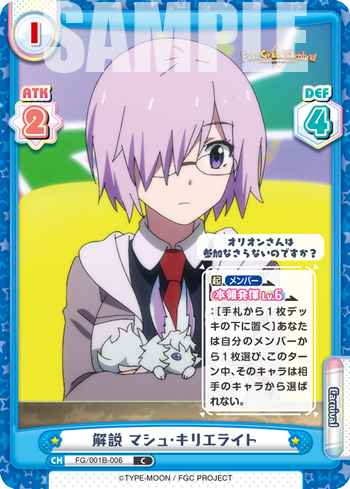 SAMPLE
I
Fate/Grand Carnival
ATK
2
DEF
4
オリオンさんは
参加なさらないのですか?
起 メンバー
本領発揮 Lv.6
:[手札から1枚デッ
キの下に置く]あなた
は自分のメンバー
から1枚選び、このター
ン中、そのキャラは相
手のキャラから選ば
れない。
Carnival
解説 マシュ・キリエライト
CH FG/001B-006 C
©TYPE-MOON / FGC PROJECT